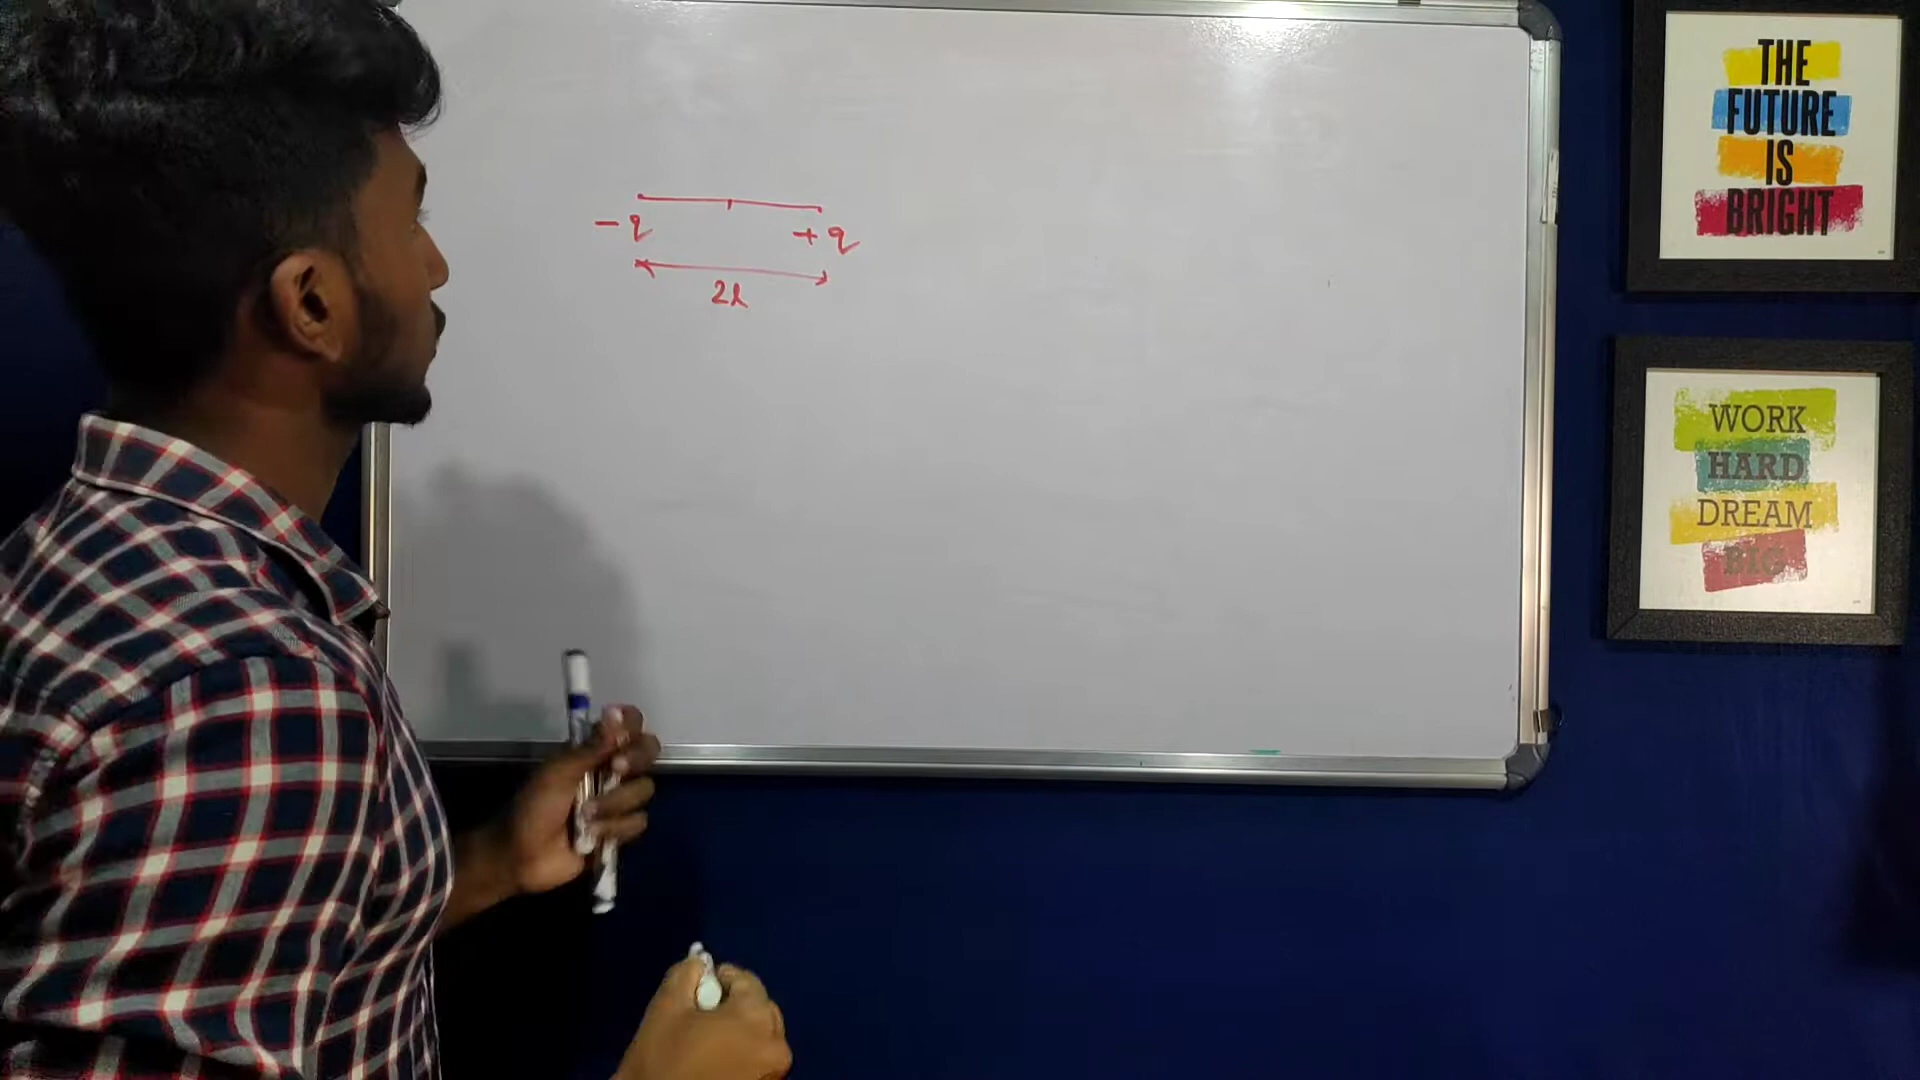 - q
+ q
2l
THE
FUTURE
IS
BRIGHT
WORK
HARD
DREAM
BIG